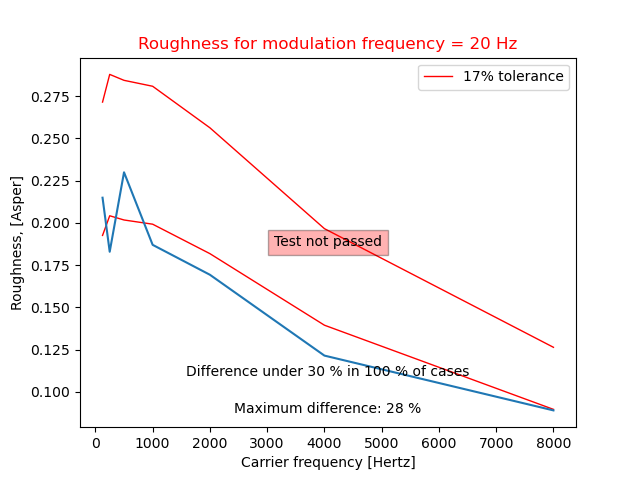 Roughness for modulation frequency = 20 Hz
17% tolerance
0.275
0.250
0.225
0.200
0.175
0.150
0.125
0.100
Roughness, [Asper]
Test not passed
Difference under 30 % in 100 % of cases
Maximum difference: 28 %
0 1000 2000 3000 4000 5000 6000 7000 8000
Carrier frequency [Hertz]